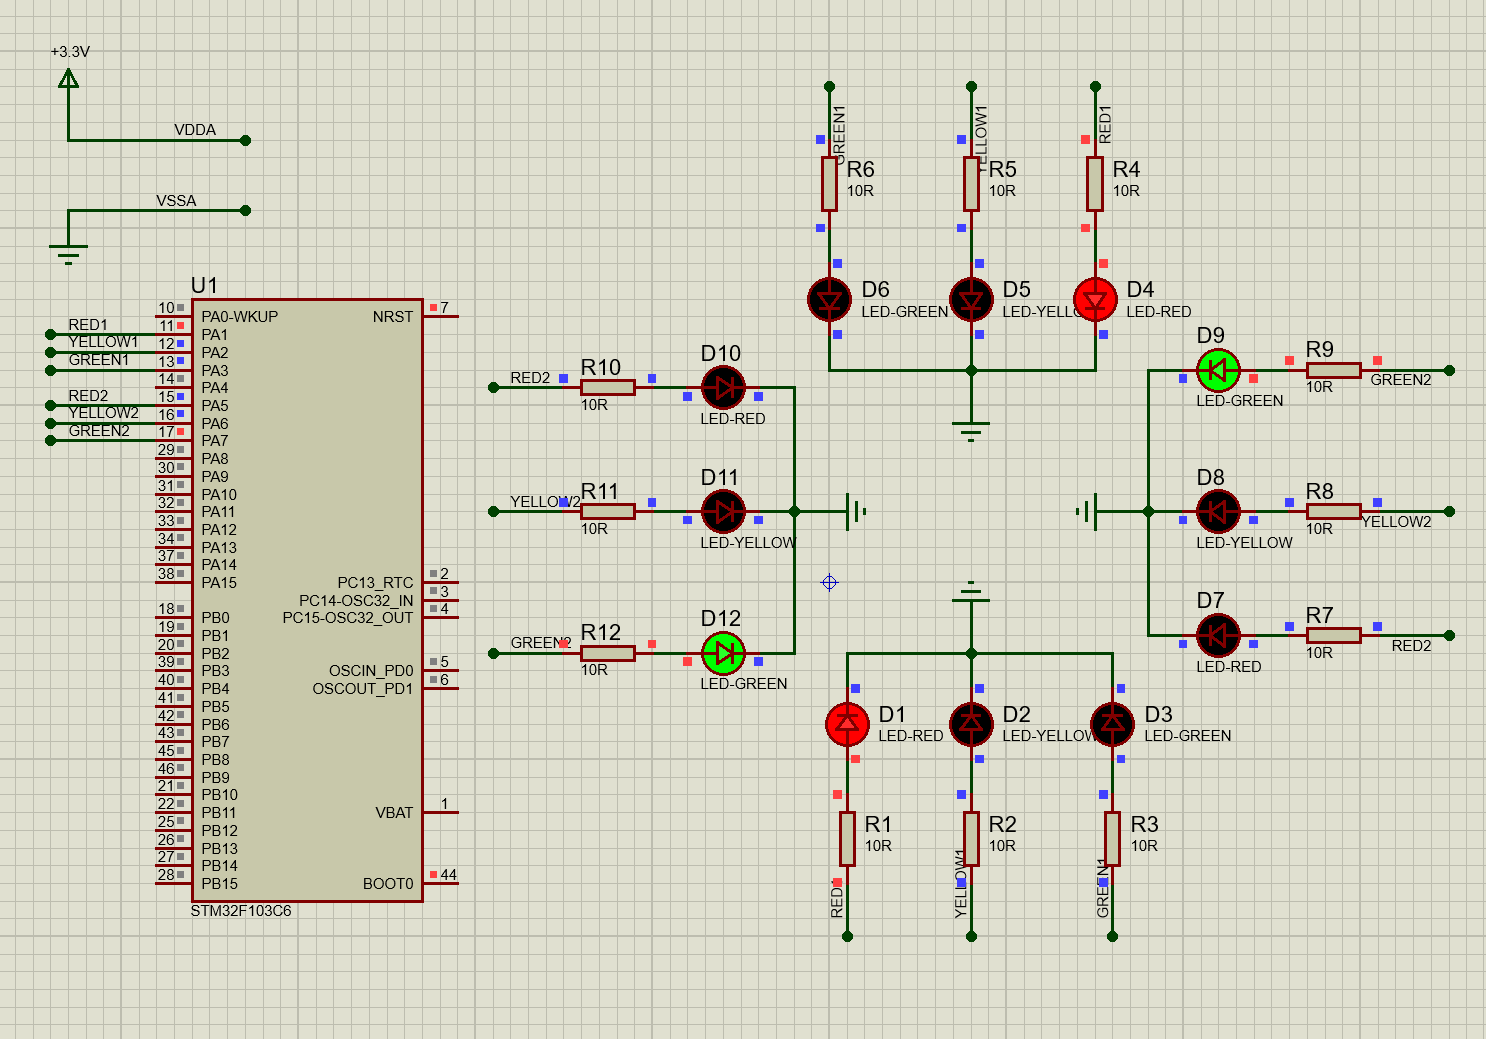 +3.3V
VDDA
VSSA
U1
10 PA0-WKUP
RED1 11 PA1
YELLOW1 12 PA2
GREEN1 13 PA3
14 PA4
RED2 15 PA5
YELLOW2 16 PA6
GREEN2 17 PA7
29 PA8
30 PA9
31 PA10
32 PA11
33 PA12
34 PA13
37 PA14
38 PA15
18 PB0
19 PB1
20 PB2
39 PB3
40 PB4
41 PB5
42 PB6
43 PB7
45 PB8
46 PB9
21 PB10
22 PB11
25 PB12
26 PB13
27 PB14
28 PB15
NRST 7
PC13_RTC 2
PC14-OSC32_IN 3
PC15-OSC32_OUT 4
OSCIN_PD0 5
OSCOUT_PD1 6
VBAT 1
BOOT0 44
STM32F103C6
GREEN1
R6
10R
D6
LED-GREEN
YELLOW1
R5
10R
D5
LED-YELLOW
RED1
R4
10R
D4
LED-RED
RED2
R10
10R
D10
LED-RED
YELLOW2
R11
10R
D11
LED-YELLOW
GREEN2
R12
10R
D12
LED-GREEN
D9
LED-GREEN
R9
10R
GREEN2
D8
LED-YELLOW
R8
10R
YELLOW2
D7
LED-RED
R7
10R
RED2
D1
LED-RED
R1
10R
RED1
D2
LED-YELLOW
R2
10R
YELLOW1
D3
LED-GREEN
R3
10R
GREEN1